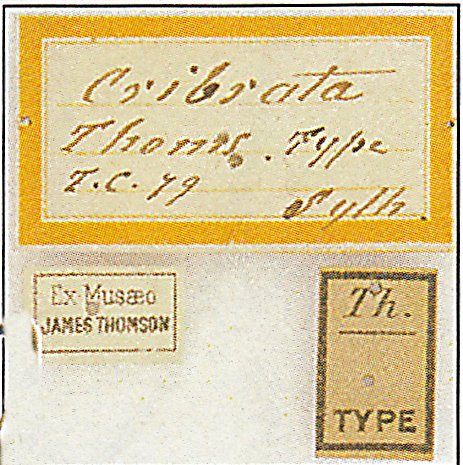 Cribrata
Thoms. Type
T.C. 79
Sylh.
Ex Musæo
JAMES THOMSON
Th.
TYPE